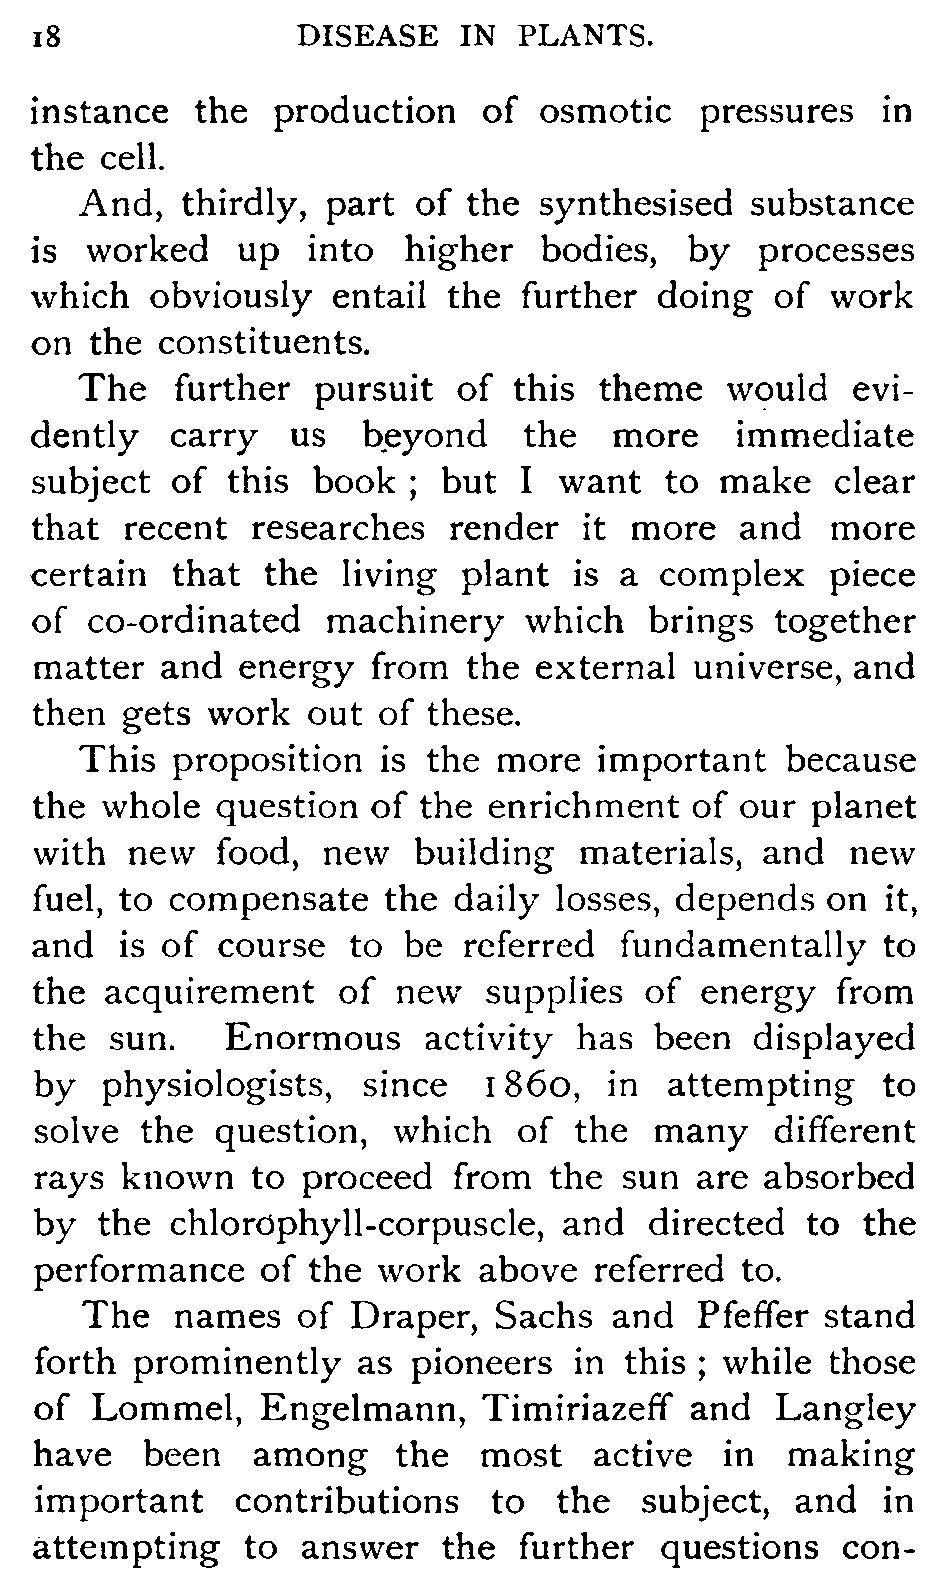 18 DISEASE IN PLANTS.
instance the production of osmotic pressures in
the cell.
And, thirdly, part of the synthesised substance
is worked up into higher bodies, by processes
which obviously entail the further doing of work
on the constituents.
The further pursuit of this theme would evi-
dently carry us beyond the more immediate
subject of this book ; but I want to make clear
that recent researches render it more and more
certain that the living plant is a complex piece
of co-ordinated machinery which brings together
matter and energy from the external universe, and
then gets work out of these.
This proposition is the more important because
the whole question of the enrichment of our planet
with new food, new building materials, and new
fuel, to compensate the daily losses, depends on it,
and is of course to be referred fundamentally to
the acquirement of new supplies of energy from
the sun. Enormous activity has been displayed
by physiologists, since 1860, in attempting to
solve the question, which of the many different
rays known to proceed from the sun are absorbed
by the chlorophyll-corpuscle, and directed to the
performance of the work above referred to.
The names of Draper, Sachs and Pfeffer stand
forth prominently as pioneers in this ; while those
of Lommel, Engelmann, Timiriazeff and Langley
have been among the most active in making
important contributions to the subject, and in
attempting to answer the further questions con-